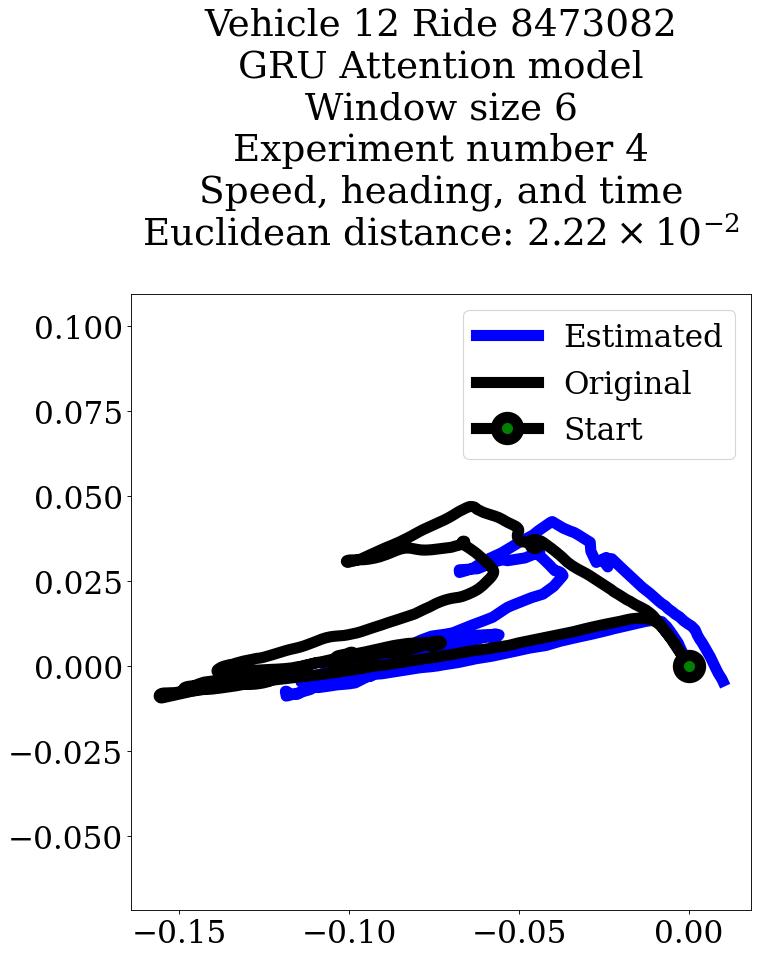 Vehicle 12 Ride 8473082
GRU Attention model
Window size 6
Experiment number 4
Speed, heading, and time
Euclidean distance: 2.22 × 10⁻²
Estimated
Original
Start
0.100
0.075
0.050
0.025
0.000
−0.025
−0.050
−0.15 −0.10 −0.05 0.00